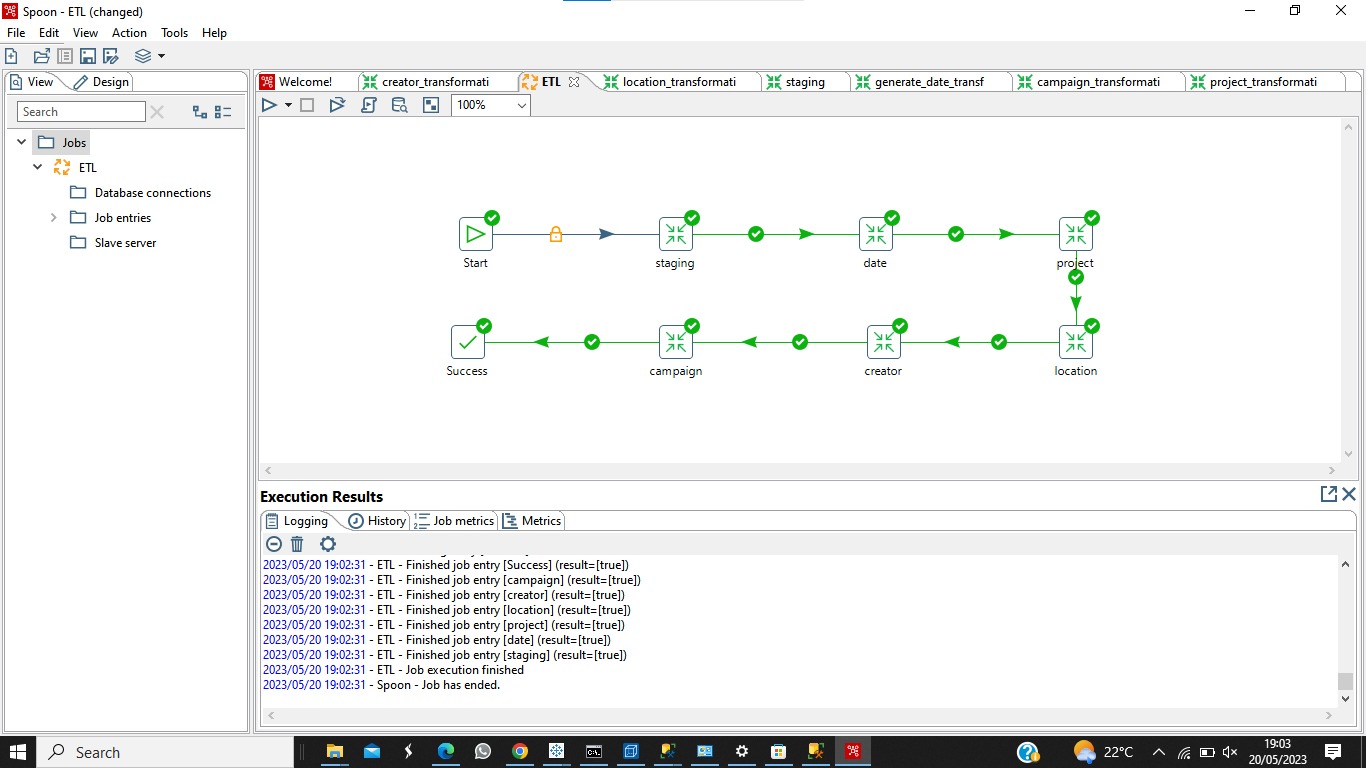 Spoon - ETL (changed)
File Edit View Action Tools Help
View Design
Welcome! creator_transformati ETL location_transformati staging generate_date_transf campaign_transformati project_transformati
Search
100%
Jobs
ETL
Database connections
Job entries
Slave server
Start staging date project
Success campaign creator location
Execution Results
Logging History Job metrics Metrics
2023/05/20 19:02:31 - ETL - Finished job entry [Success] (result=[true])
2023/05/20 19:02:31 - ETL - Finished job entry [campaign] (result=[true])
2023/05/20 19:02:31 - ETL - Finished job entry [creator] (result=[true])
2023/05/20 19:02:31 - ETL - Finished job entry [location] (result=[true])
2023/05/20 19:02:31 - ETL - Finished job entry [project] (result=[true])
2023/05/20 19:02:31 - ETL - Finished job entry [date] (result=[true])
2023/05/20 19:02:31 - ETL - Finished job entry [staging] (result=[true])
2023/05/20 19:02:31 - ETL - Job execution finished
2023/05/20 19:02:31 - Spoon - Job has ended.
Search
22°C
19:03
20/05/2023